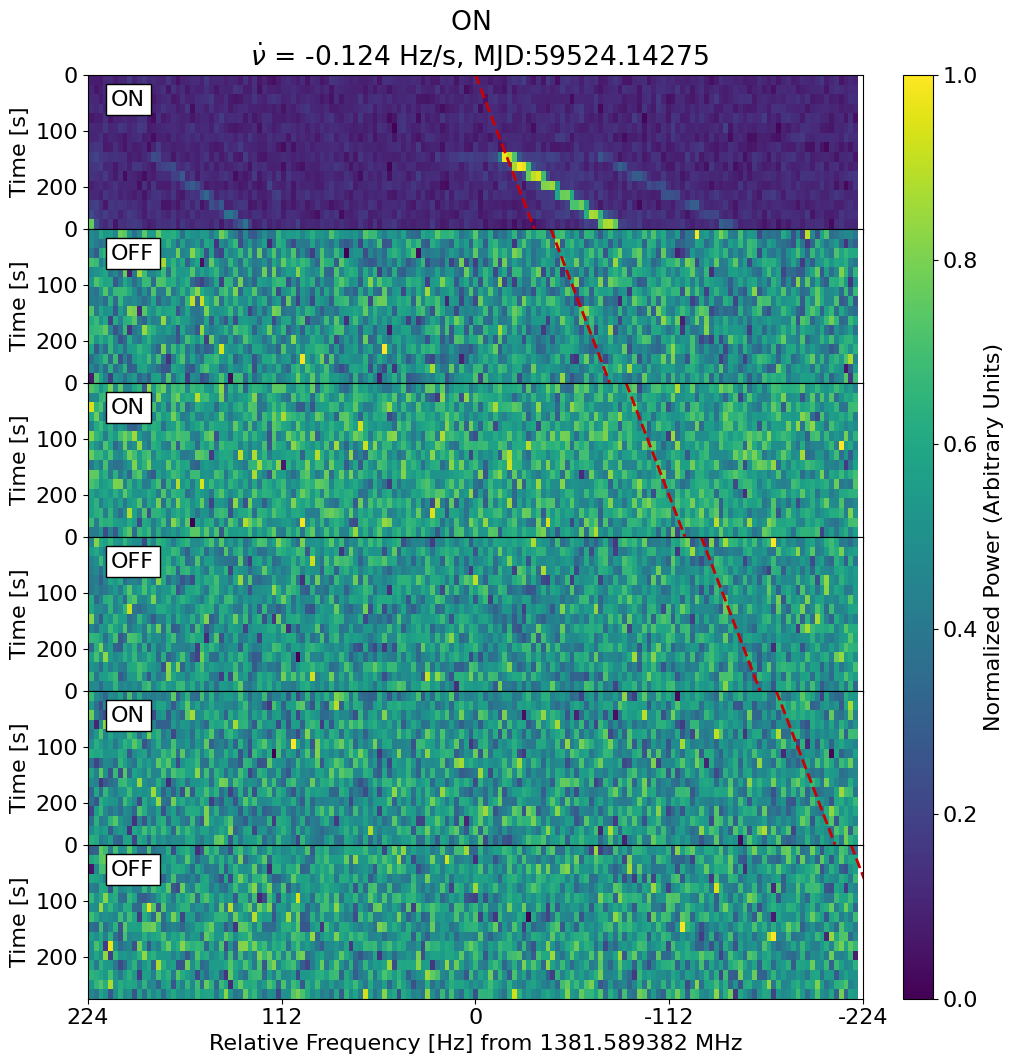 ON
ν̇ = -0.124 Hz/s, MJD:59524.14275
0
ON
100
200
Time [s]
0
OFF
100
200
Time [s]
0
ON
100
200
Time [s]
0
OFF
100
200
Time [s]
0
ON
100
200
Time [s]
0
OFF
100
200
Time [s]
224 112 0 -112 -224
Relative Frequency [Hz] from 1381.589382 MHz
1.0
0.8
0.6
0.4
0.2
0.0
Normalized Power (Arbitrary Units)